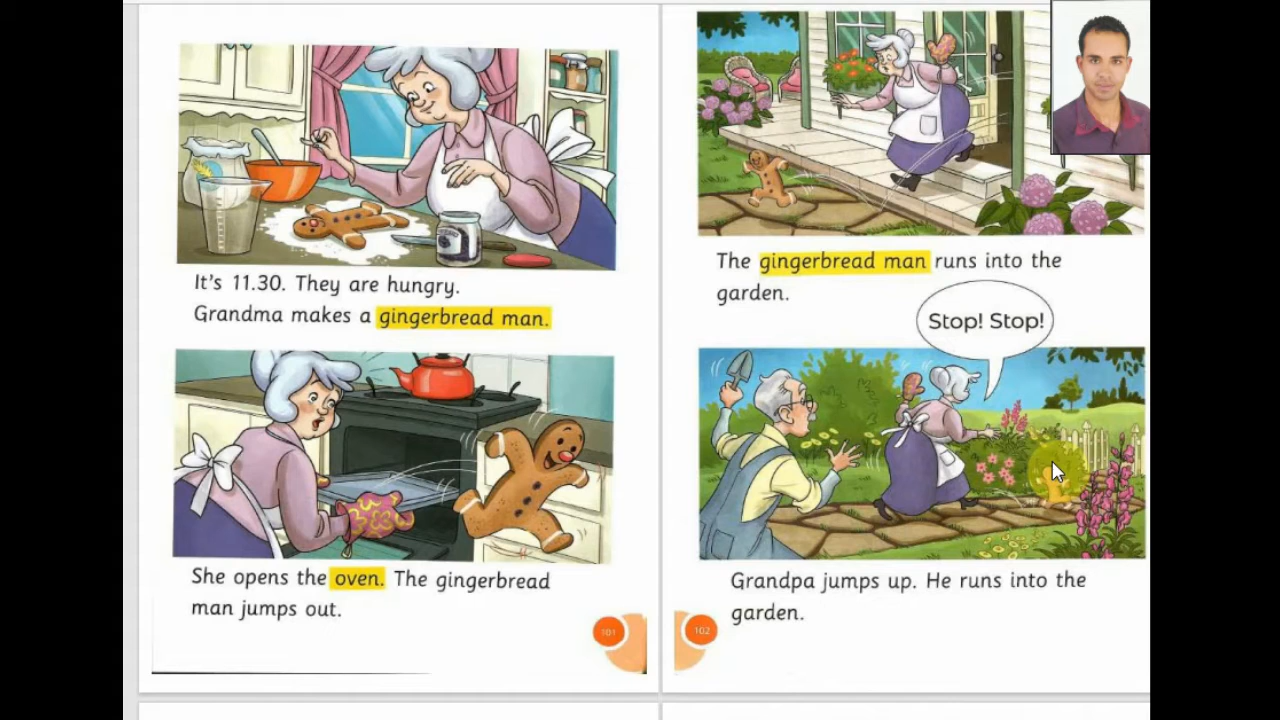 It's 11.30. They are hungry.
Grandma makes a gingerbread man.
She opens the oven. The gingerbread
man jumps out.
101
The gingerbread man runs into the
garden.
Stop! Stop!
Grandpa jumps up. He runs into the
garden.
102